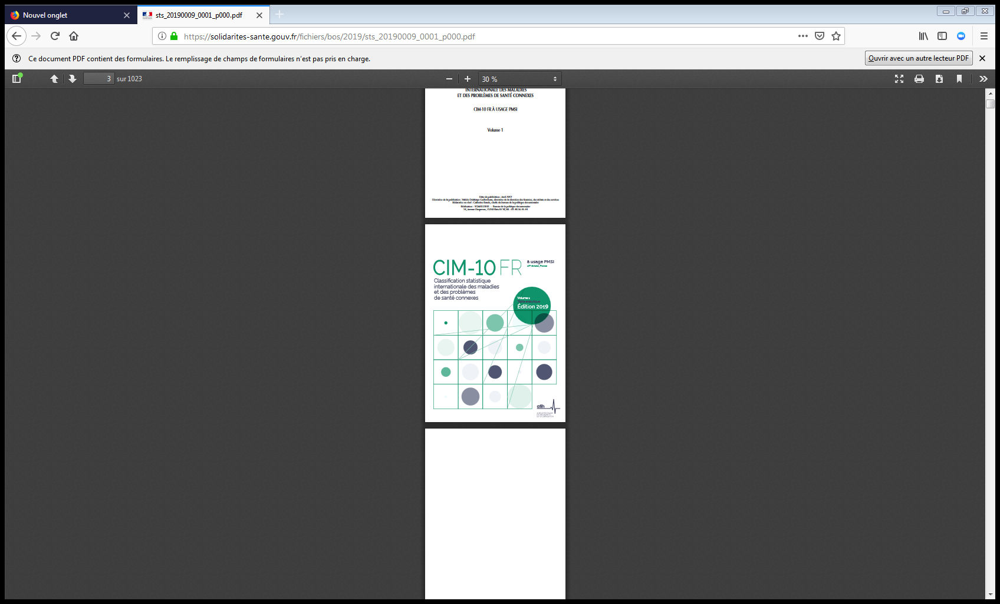 Nouvel onglet
sts_20190009_0001_p000.pdf
https://solidarites-sante.gouv.fr/fichiers/bos/2019/sts_20190009_0001_p000.pdf
Ce document PDF contient des formulaires. Le remplissage de champs de formulaires n'est pas pris en charge.
Ouvrir avec un autre lecteur PDF
3 sur 1023
30 %
INTERNATIONALE DES MALADIES
ET DES PROBLÈMES DE SANTÉ CONNEXES
CIM-10 FR À USAGE PMSI
Volume 1
CIM-10 FR
à usage PMSI
Classification statistique
internationale des maladies
et des problèmes
de santé connexes
Volume 1
Édition 2019
atih